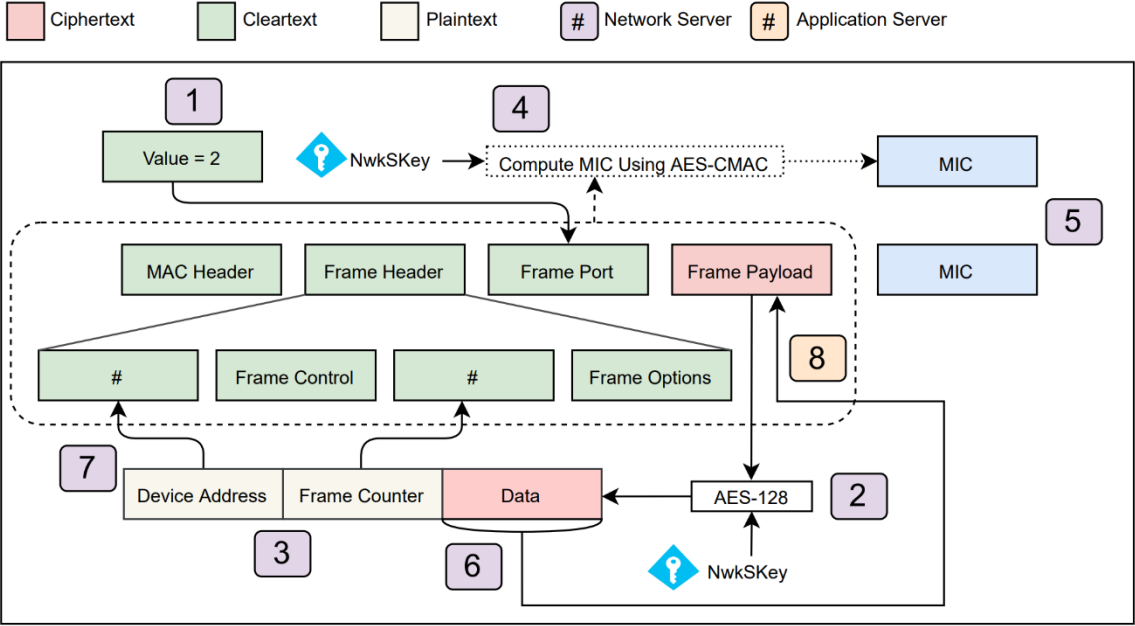 Ciphertext
Cleartext
Plaintext
# Network Server
# Application Server
1
4
Value = 2
NwkSKey
Compute MIC Using AES-CMAC
MIC
5
MAC Header
Frame Header
Frame Port
Frame Payload
MIC
8
#
Frame Control
#
Frame Options
7
Device Address
Frame Counter
Data
AES-128
2
3
6
NwkSKey